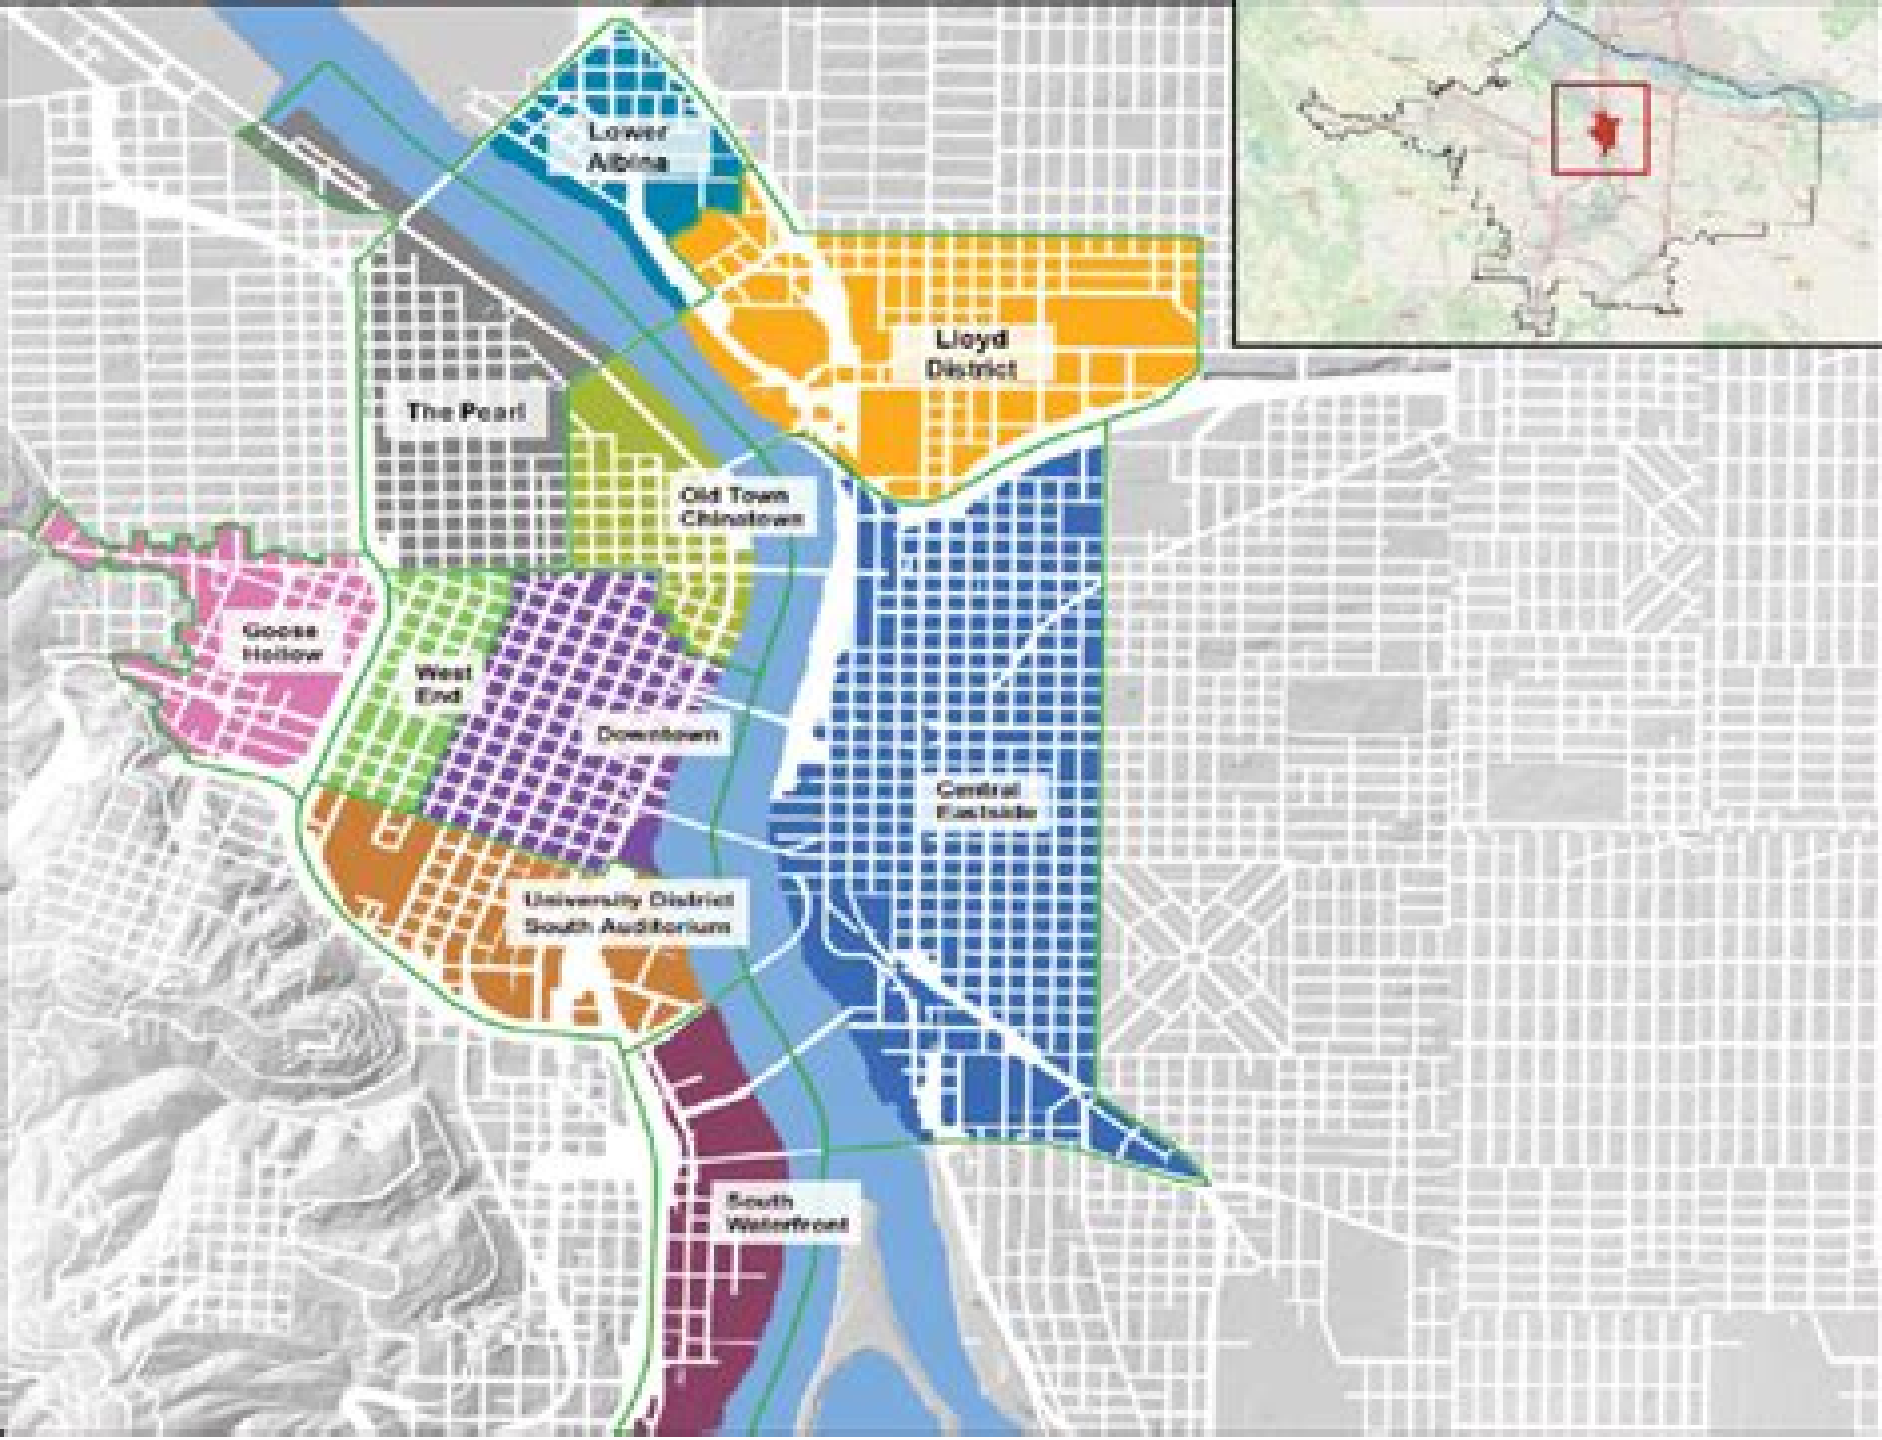 Lower
Albina
Lloyd
District
The Pearl
Old Town
Chinatown
Goose
Hollow
West
End
Downtown
Central
Eastside
University District
South Auditorium
South
Waterfront